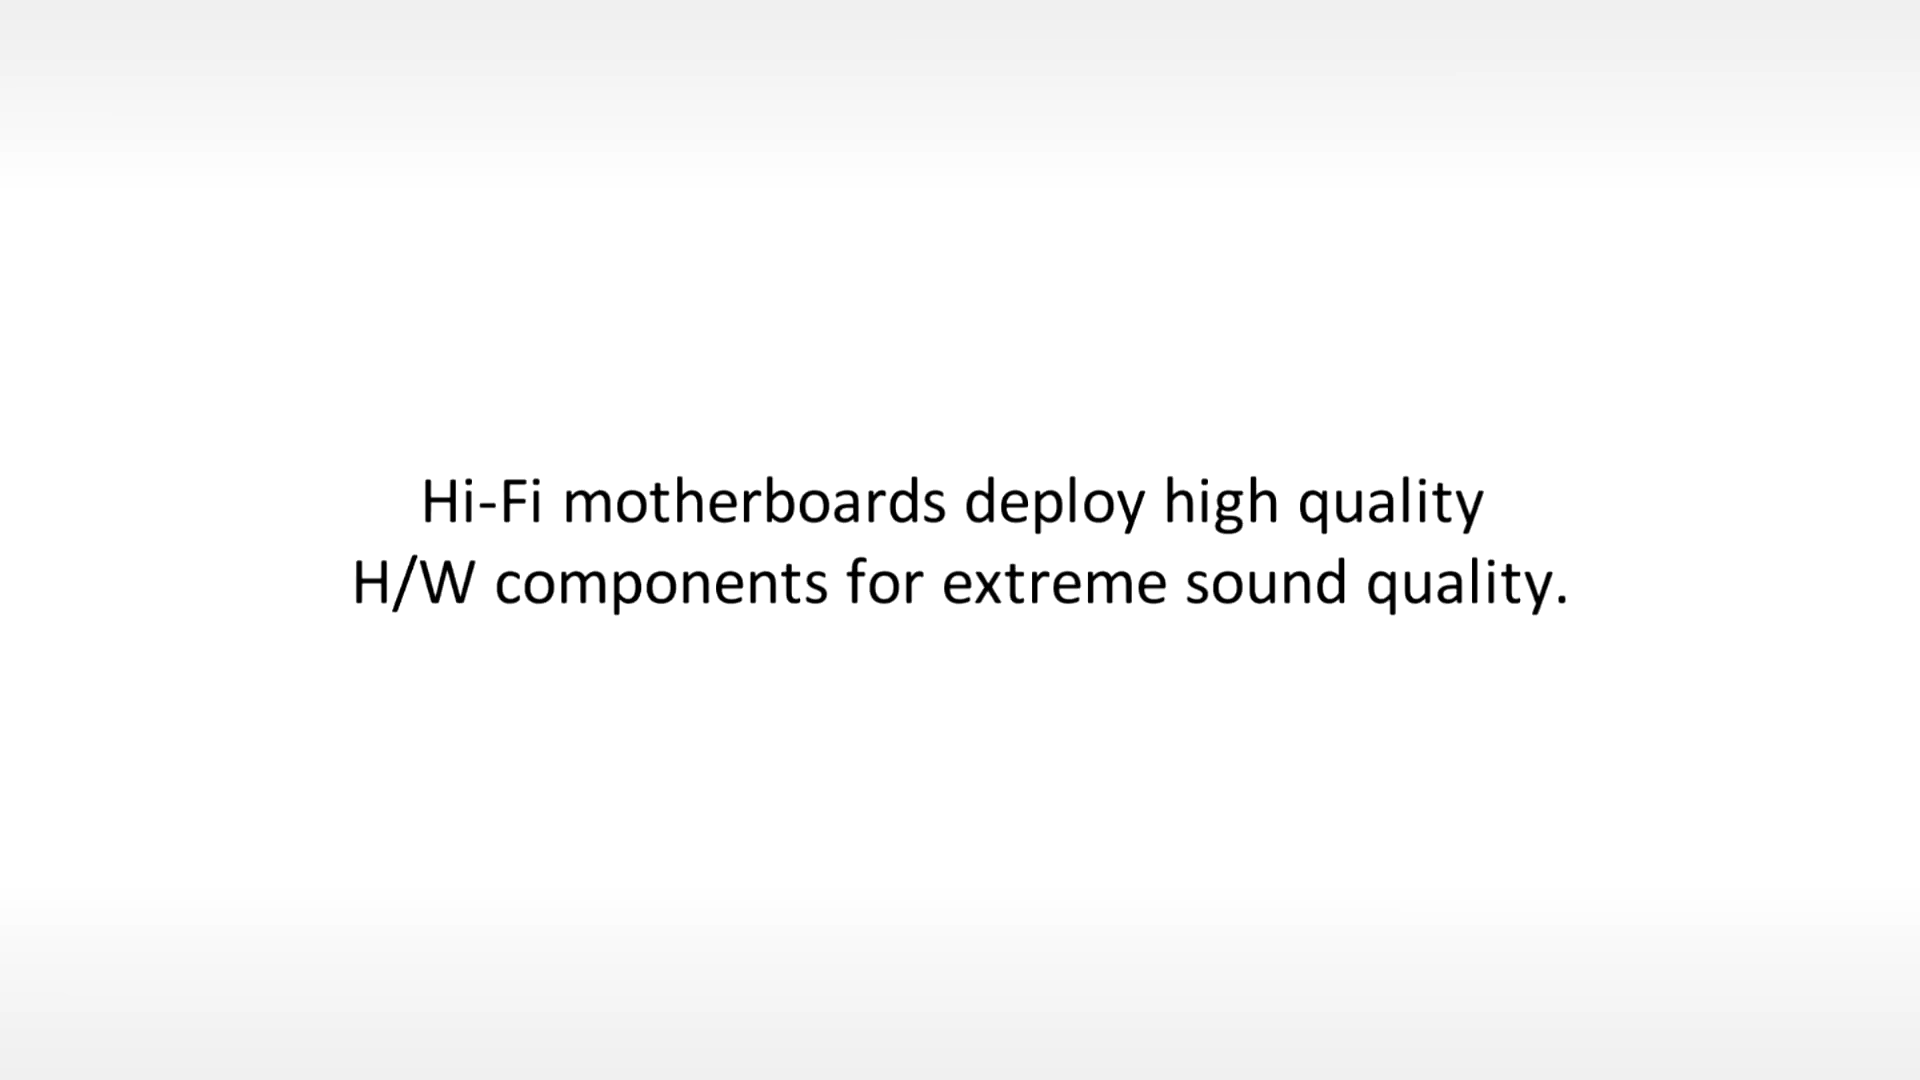 Hi-Fi motherboards deploy high quality
H/W components for extreme sound quality.